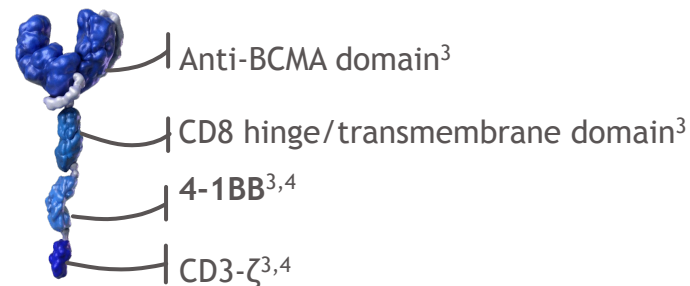 Anti-BCMA domain³
CD8 hinge/transmembrane domain³
4-1BB³,⁴
CD3-ζ³,⁴